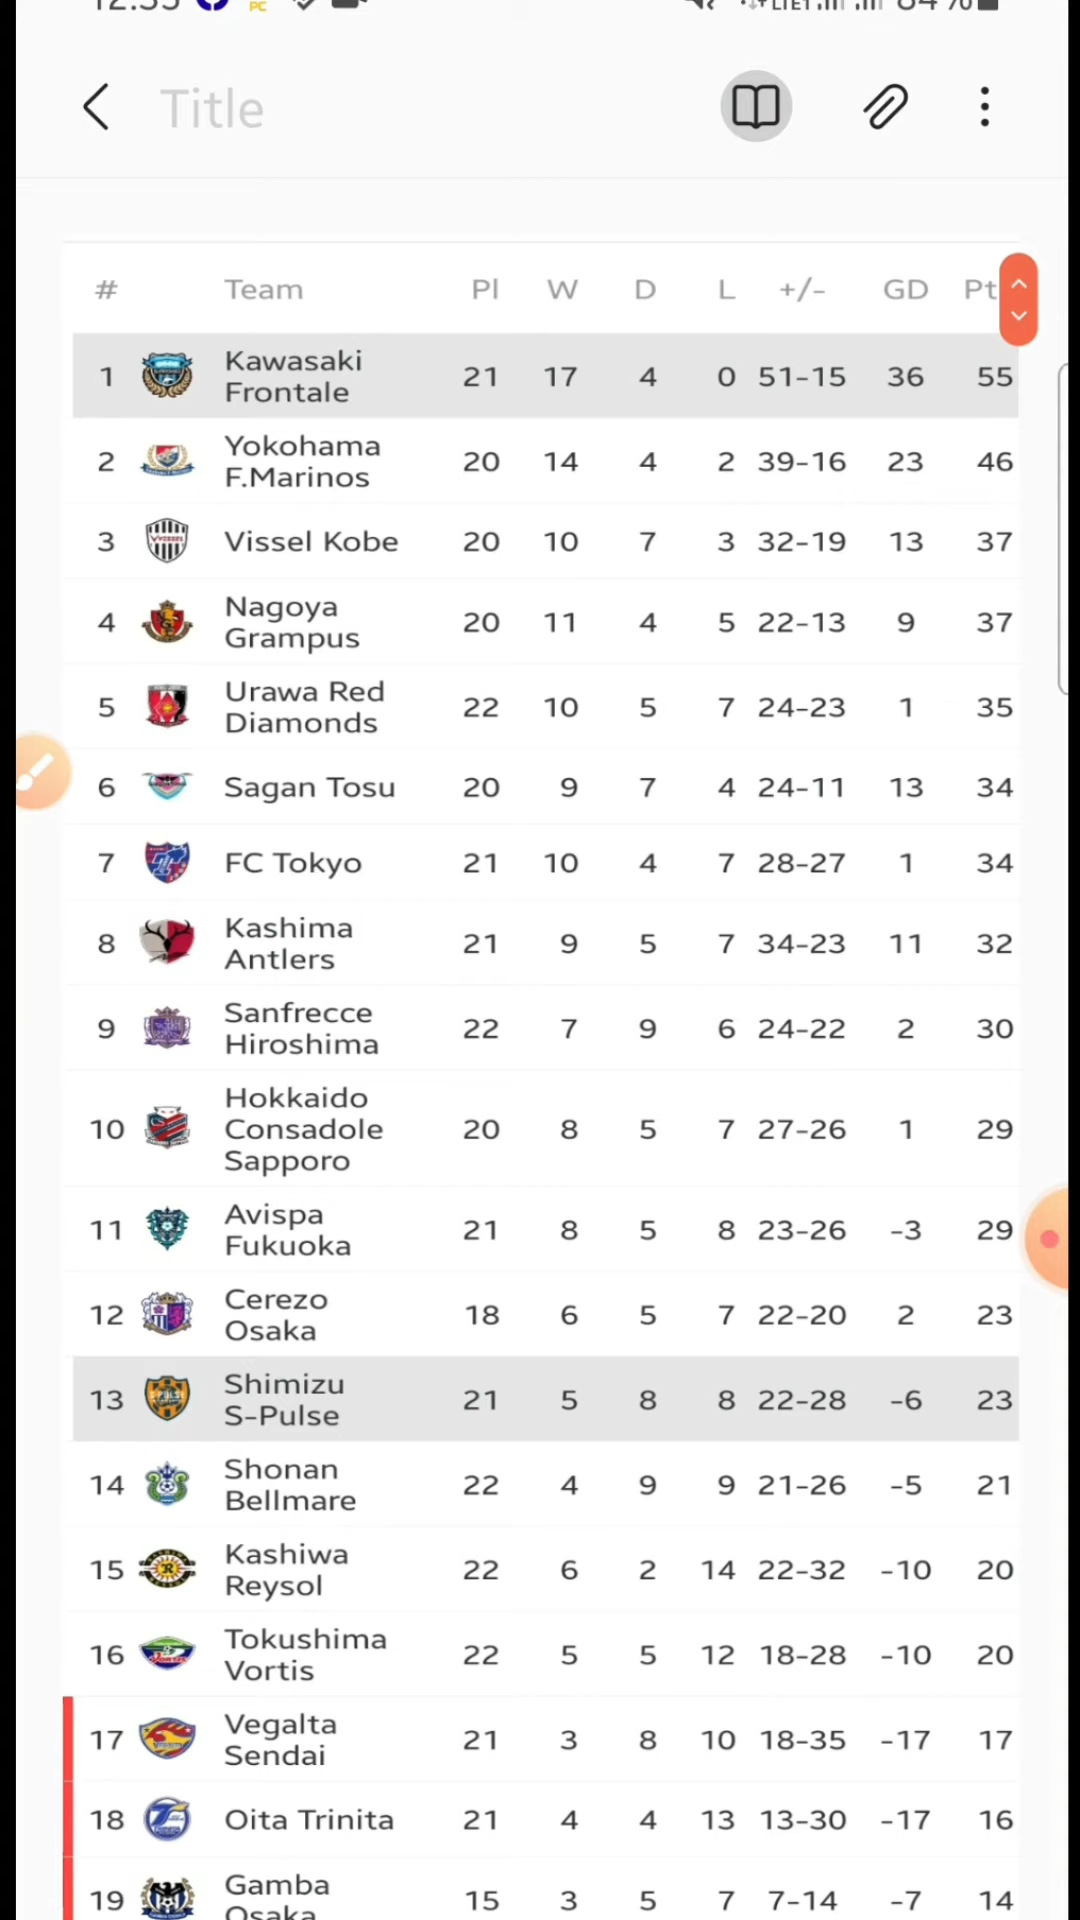 PC
Title
# Team Pl W D L +/- GD Pt
1 Kawasaki Frontale 21 17 4 0 51-15 36 55
2 Yokohama F.Marinos 20 14 4 2 39-16 23 46
3 Vissel Kobe 20 10 7 3 32-19 13 37
4 Nagoya Grampus 20 11 4 5 22-13 9 37
5 Urawa Red Diamonds 22 10 5 7 24-23 1 35
6 Sagan Tosu 20 9 7 4 24-11 13 34
7 FC Tokyo 21 10 4 7 28-27 1 34
8 Kashima Antlers 21 9 5 7 34-23 11 32
9 Sanfrecce Hiroshima 22 7 9 6 24-22 2 30
10 Hokkaido Consadole Sapporo 20 8 5 7 27-26 1 29
11 Avispa Fukuoka 21 8 5 8 23-26 -3 29
12 Cerezo Osaka 18 6 5 7 22-20 2 23
13 Shimizu S-Pulse 21 5 8 8 22-28 -6 23
14 Shonan Bellmare 22 4 9 9 21-26 -5 21
15 Kashiwa Reysol 22 6 2 14 22-32 -10 20
16 Tokushima Vortis 22 5 5 12 18-28 -10 20
17 Vegalta Sendai 21 3 8 10 18-35 -17 17
18 Oita Trinita 21 4 4 13 13-30 -17 16
19 Gamba Osaka 15 3 5 7 7-14 -7 14